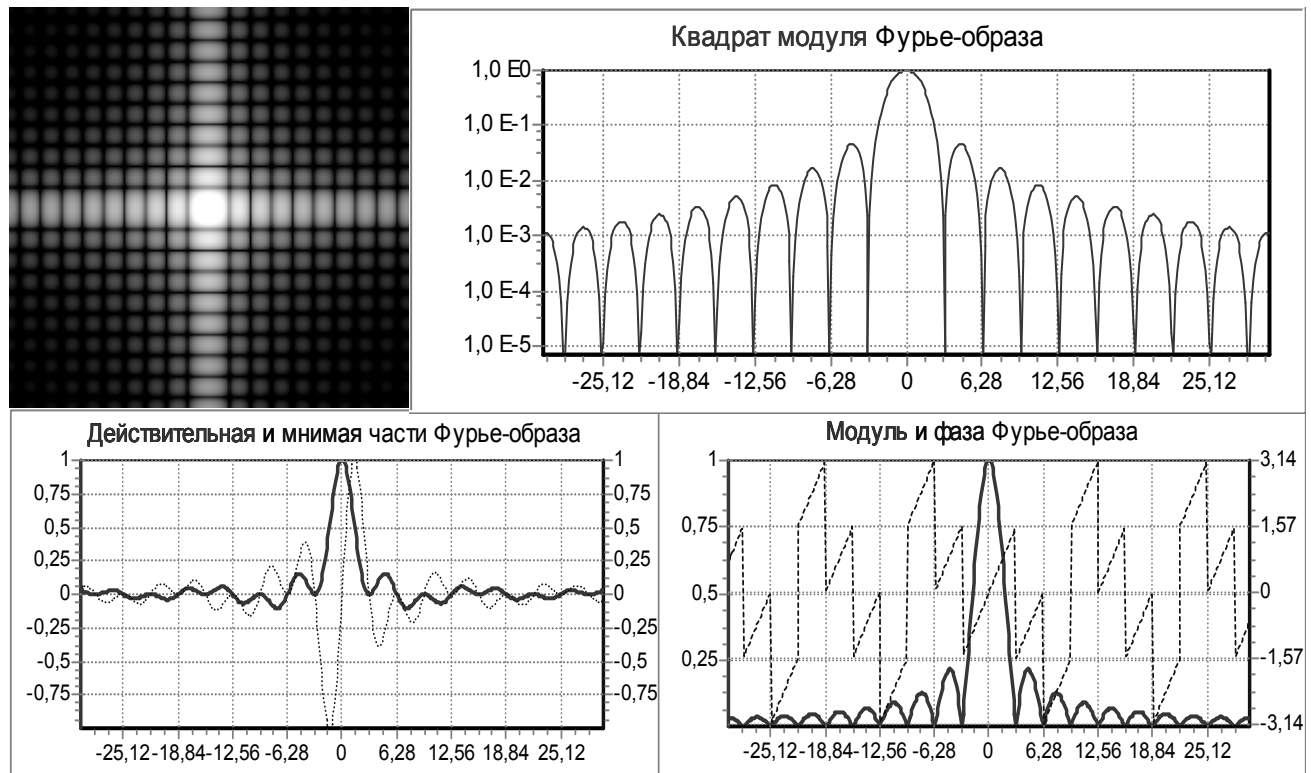 Квадрат модуля Фурье-образа
1,0 E0
1,0 E-1
1,0 E-2
1,0 E-3
1,0 E-4
1,0 E-5
-25,12 -18,84 -12,56 -6,28 0 6,28 12,56 18,84 25,12
Действительная и мнимая части Фурье-образа
1 1
0,75 0,75
0,5 0,5
0,25 0,25
0 0
-0,25 -0,25
-0,5 -0,5
-0,75 -0,75
-25,12 -18,84 -12,56 -6,28 0 6,28 12,56 18,84 25,12
Модуль и фаза Фурье-образа
1 3,14
0,75 1,57
0,5 0
0,25 -1,57
-3,14
-25,12 -18,84 -12,56 -6,28 0 6,28 12,56 18,84 25,12